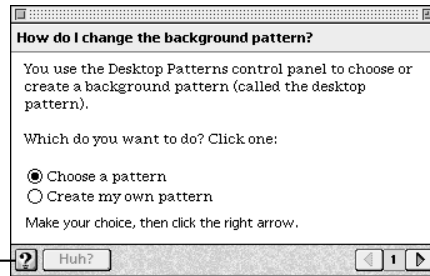 How do I change the background pattern?
You use the Desktop Patterns control panel to choose or
create a background pattern (called the desktop
pattern).
Which do you want to do? Click one:
Choose a pattern
Create my own pattern
Make your choice, then click the right arrow.
? Huh? 1